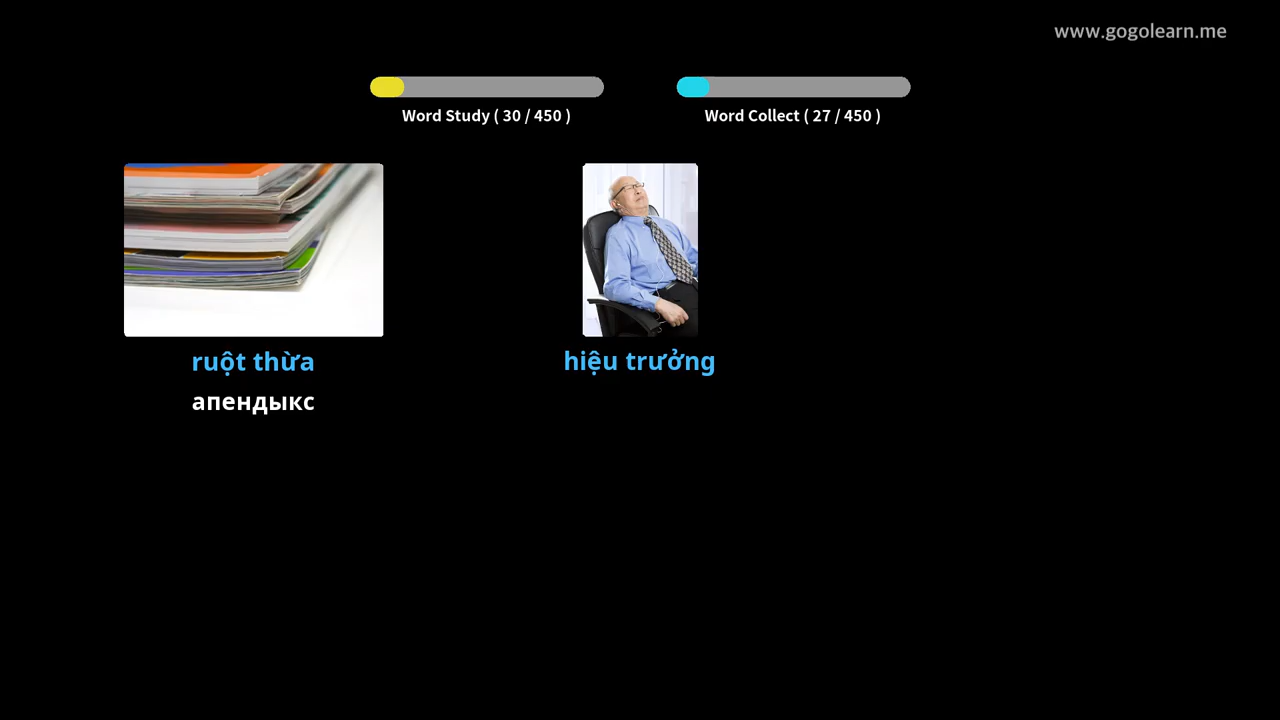 www.gogolearn.me
Word Study ( 30 / 450 )
Word Collect ( 27 / 450 )
ruột thừa
hiệu trưởng
апендыкс